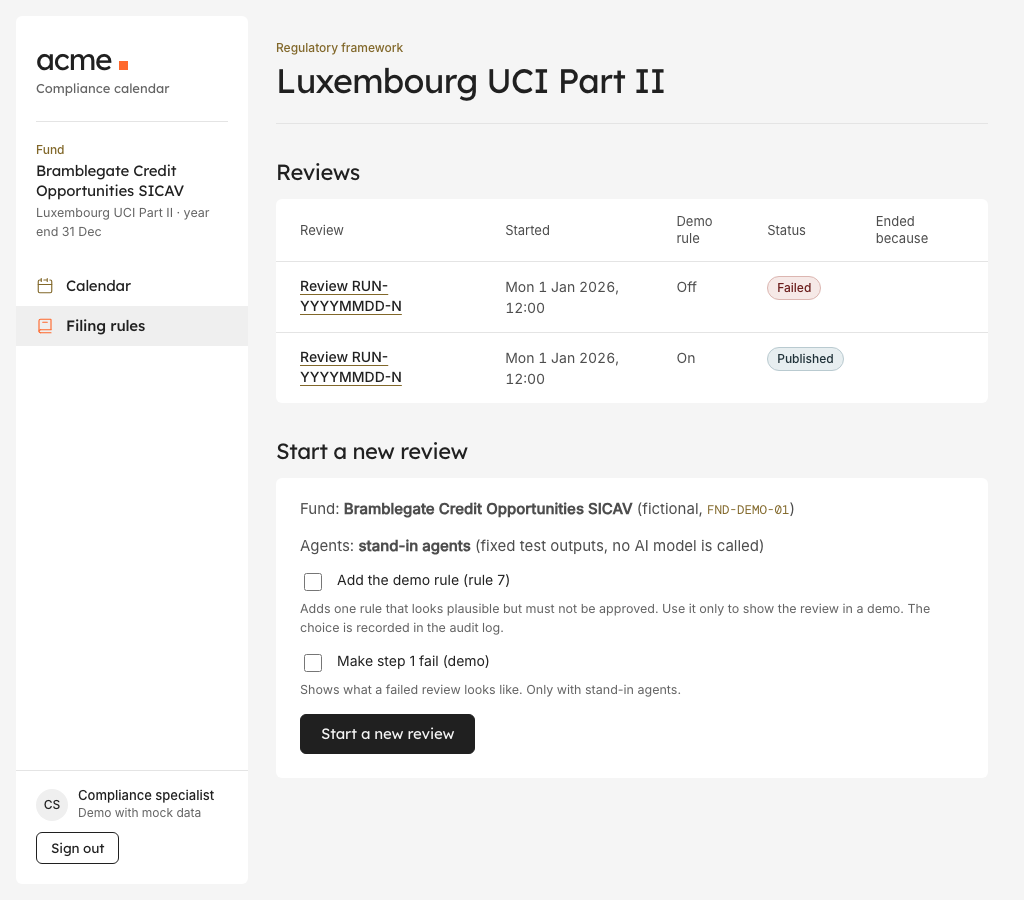 acme
Compliance calendar
Fund
Bramblegate Credit
Opportunities SICAV
Luxembourg UCI Part II · year
end 31 Dec
Calendar
Filing rules
CS
Compliance specialist
Demo with mock data
Sign out
Regulatory framework
Luxembourg UCI Part II
Reviews
Review
Started
Demo
rule
Status
Ended
because
Review RUN-
YYYYMMDD-N
Mon 1 Jan 2026,
12:00
Off
Failed
Review RUN-
YYYYMMDD-N
Mon 1 Jan 2026,
12:00
On
Published
Start a new review
Fund: Bramblegate Credit Opportunities SICAV (fictional, FND-DEMO-01)
Agents: stand-in agents (fixed test outputs, no AI model is called)
Add the demo rule (rule 7)
Adds one rule that looks plausible but must not be approved. Use it only to show the review in a demo. The
choice is recorded in the audit log.
Make step 1 fail (demo)
Shows what a failed review looks like. Only with stand-in agents.
Start a new review